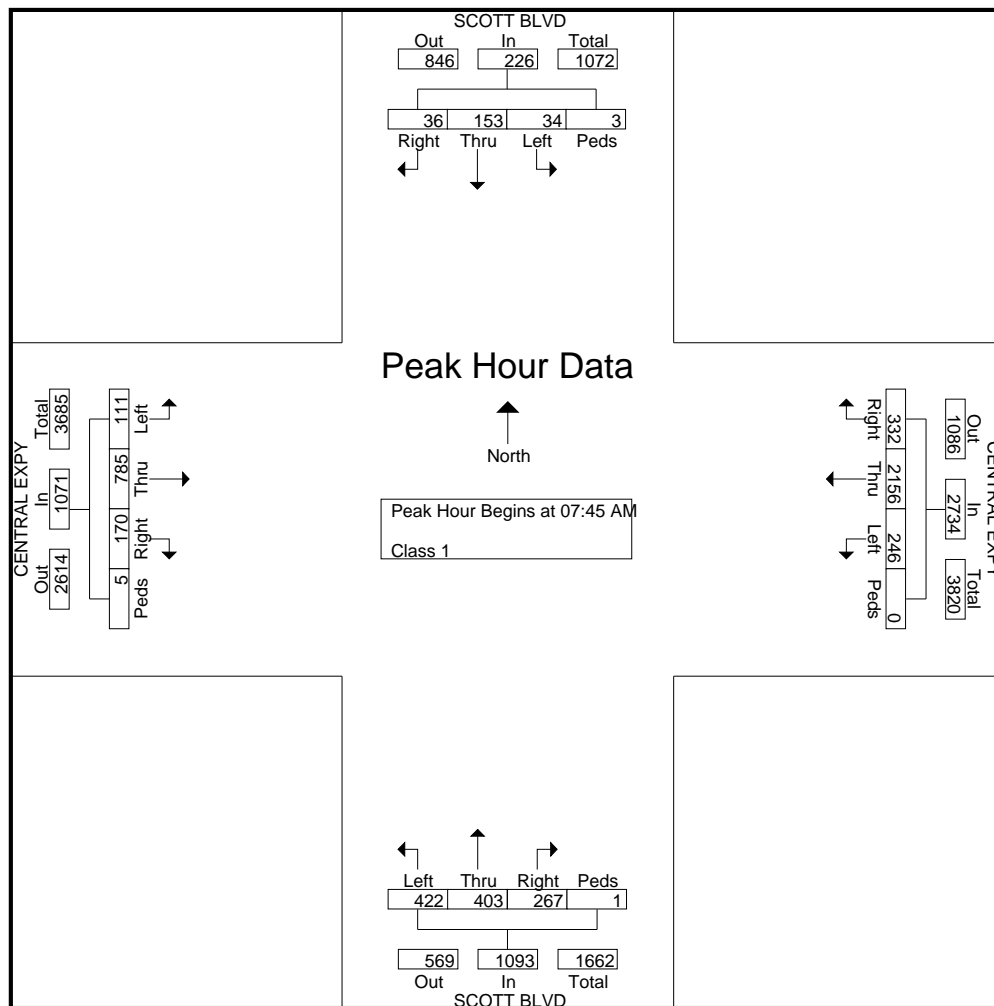 SCOTT BLVD
Out In Total
846 226 1072
36 153 34 3
Right Thru Left Peds
Peak Hour Data
North
Peak Hour Begins at 07:45 AM
Class 1
CENTRAL EXPY
Total In Out
3685 1071 2614
111 785 170 5
Left Thru Right Peds
Right Thru Left Peds
332 2156 246 0
Out In Total
1086 2734 3820
CENTRAL EXPY
Left Thru Right Peds
422 403 267 1
569 1093 1662
Out In Total
SCOTT BLVD